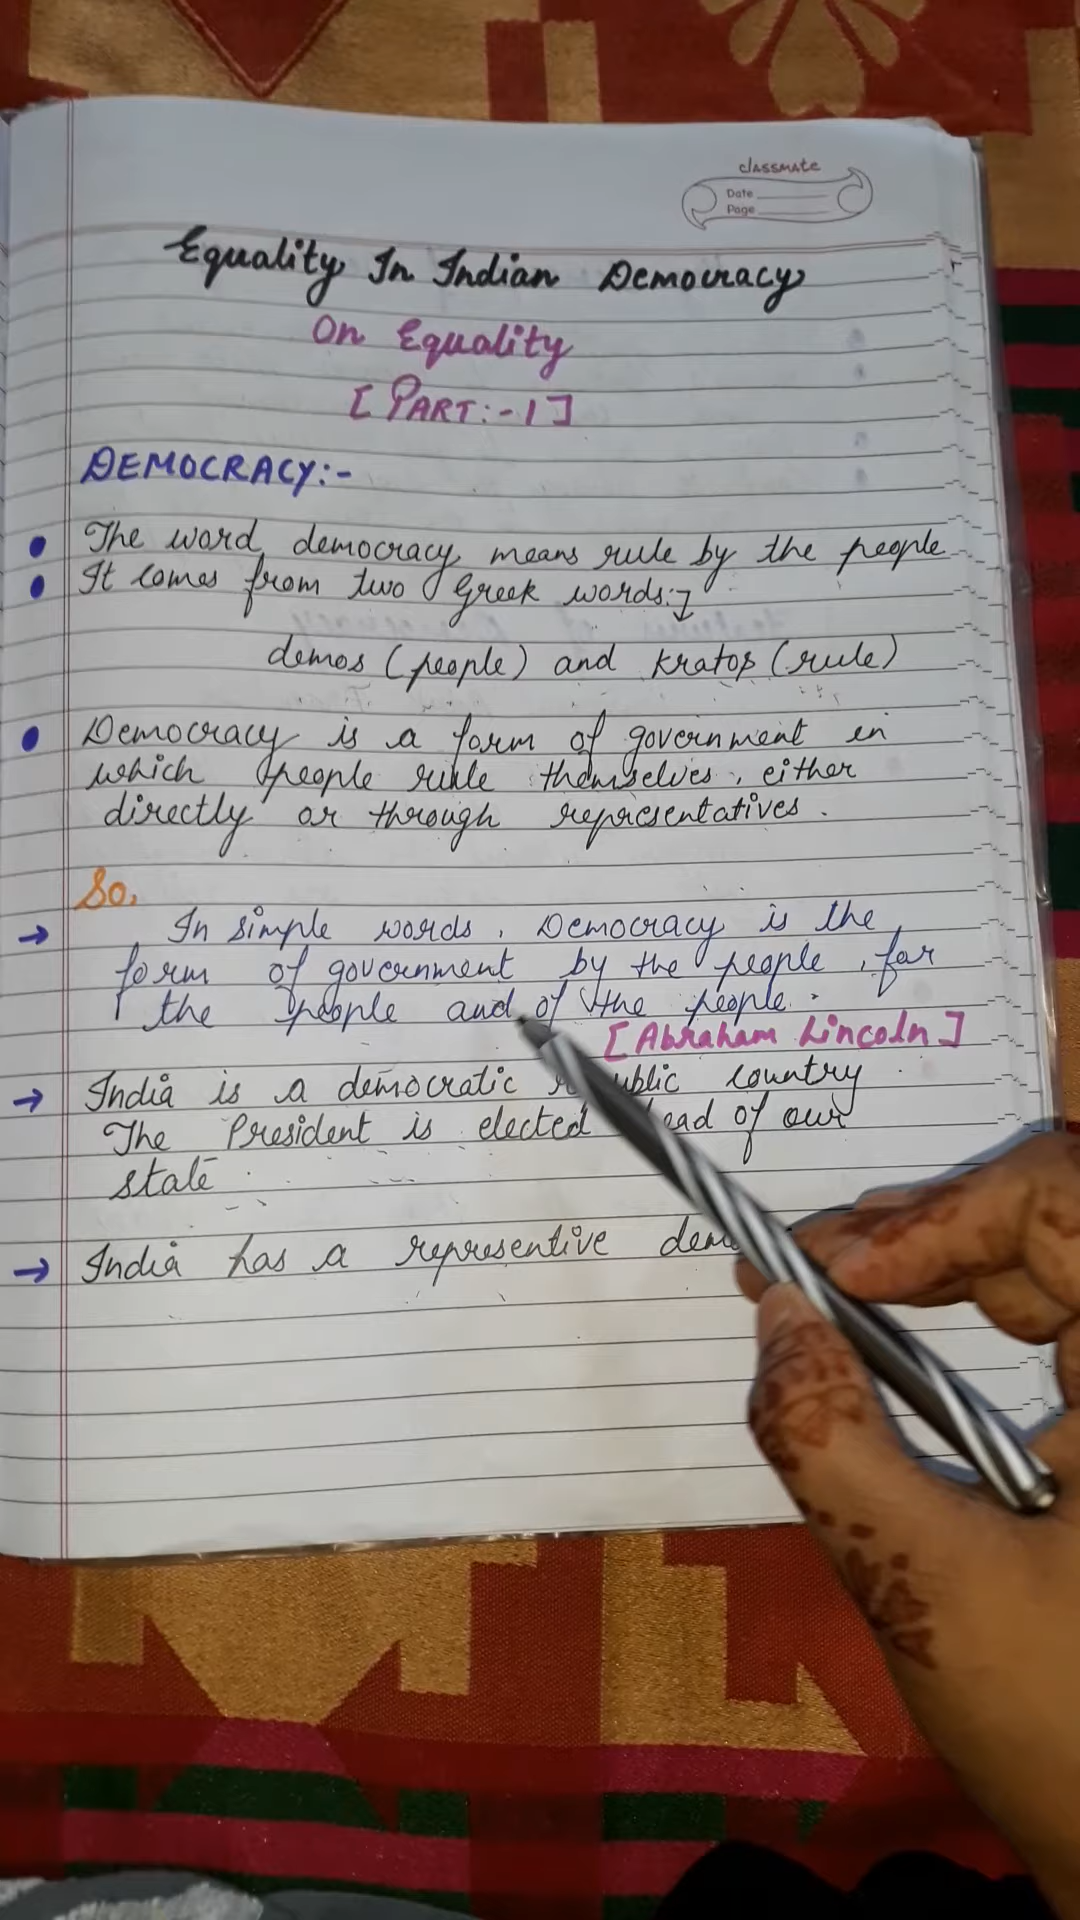 classmate
Date
Page
Equality In Indian Democracy
On Equality
[PART:-1]
DEMOCRACY:-
The word democracy means rule by the people
It comes from two Greek words:
demos (people) and Kratos (rule)
Democracy is a form of government in
which people rule themselves, either
directly or through representatives.
So,
In simple words, Democracy is the
form of government by the people, for
the people and of the people.
[Abraham Lincoln]
India is a democratic country
The President is elected of our
state
India has a representive